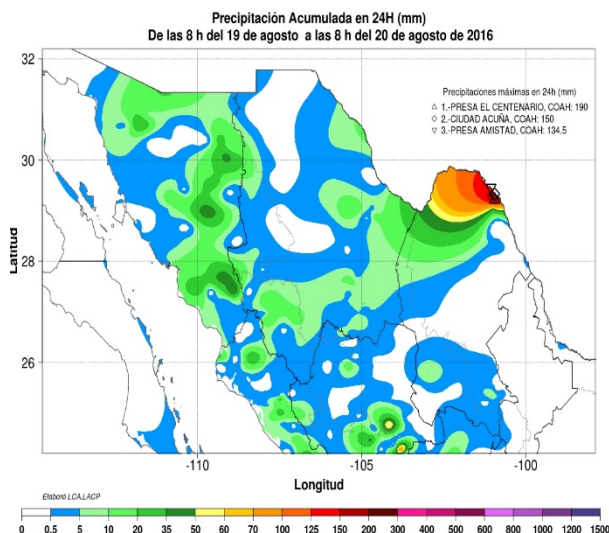 Precipitación Acumulada en 24H (mm)
De las 8 h del 19 de agosto a las 8 h del 20 de agosto de 2016
32
Precipitaciones máximas en 24h (mm)
△ 1.-PRESA EL CENTENARIO, COAH: 190
◇ 2.-CIUDAD ACUÑA, COAH: 150
▽ 3.-PRESA AMISTAD, COAH: 134.5
30
Latitud
28
26
-110 -105 -100
Longitud
Elaboró LCA,LACP
0 0.5 5 10 20 35 50 60 70 100 125 150 200 300 400 500 600 800 1000 1200 1500